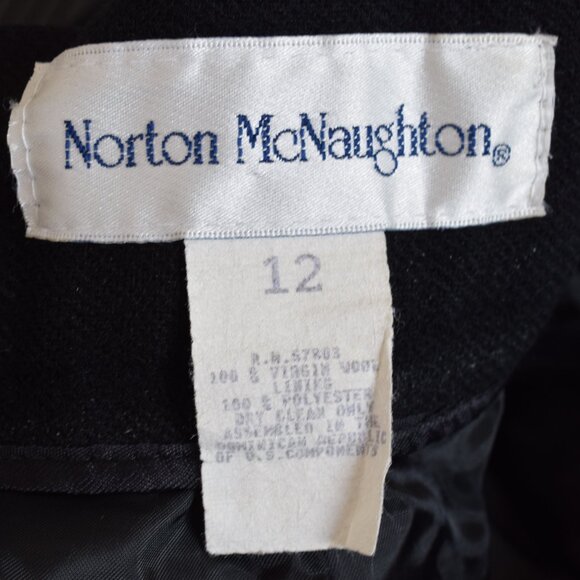 Norton McNaughton®
12
R.N.57803
100 % VIRGIN WOOL
LINING
100 % POLYESTER
DRY CLEAN ONLY
ASSEMBLED IN THE
DOMINICAN REPUBLIC
OF U.S.COMPONENTS